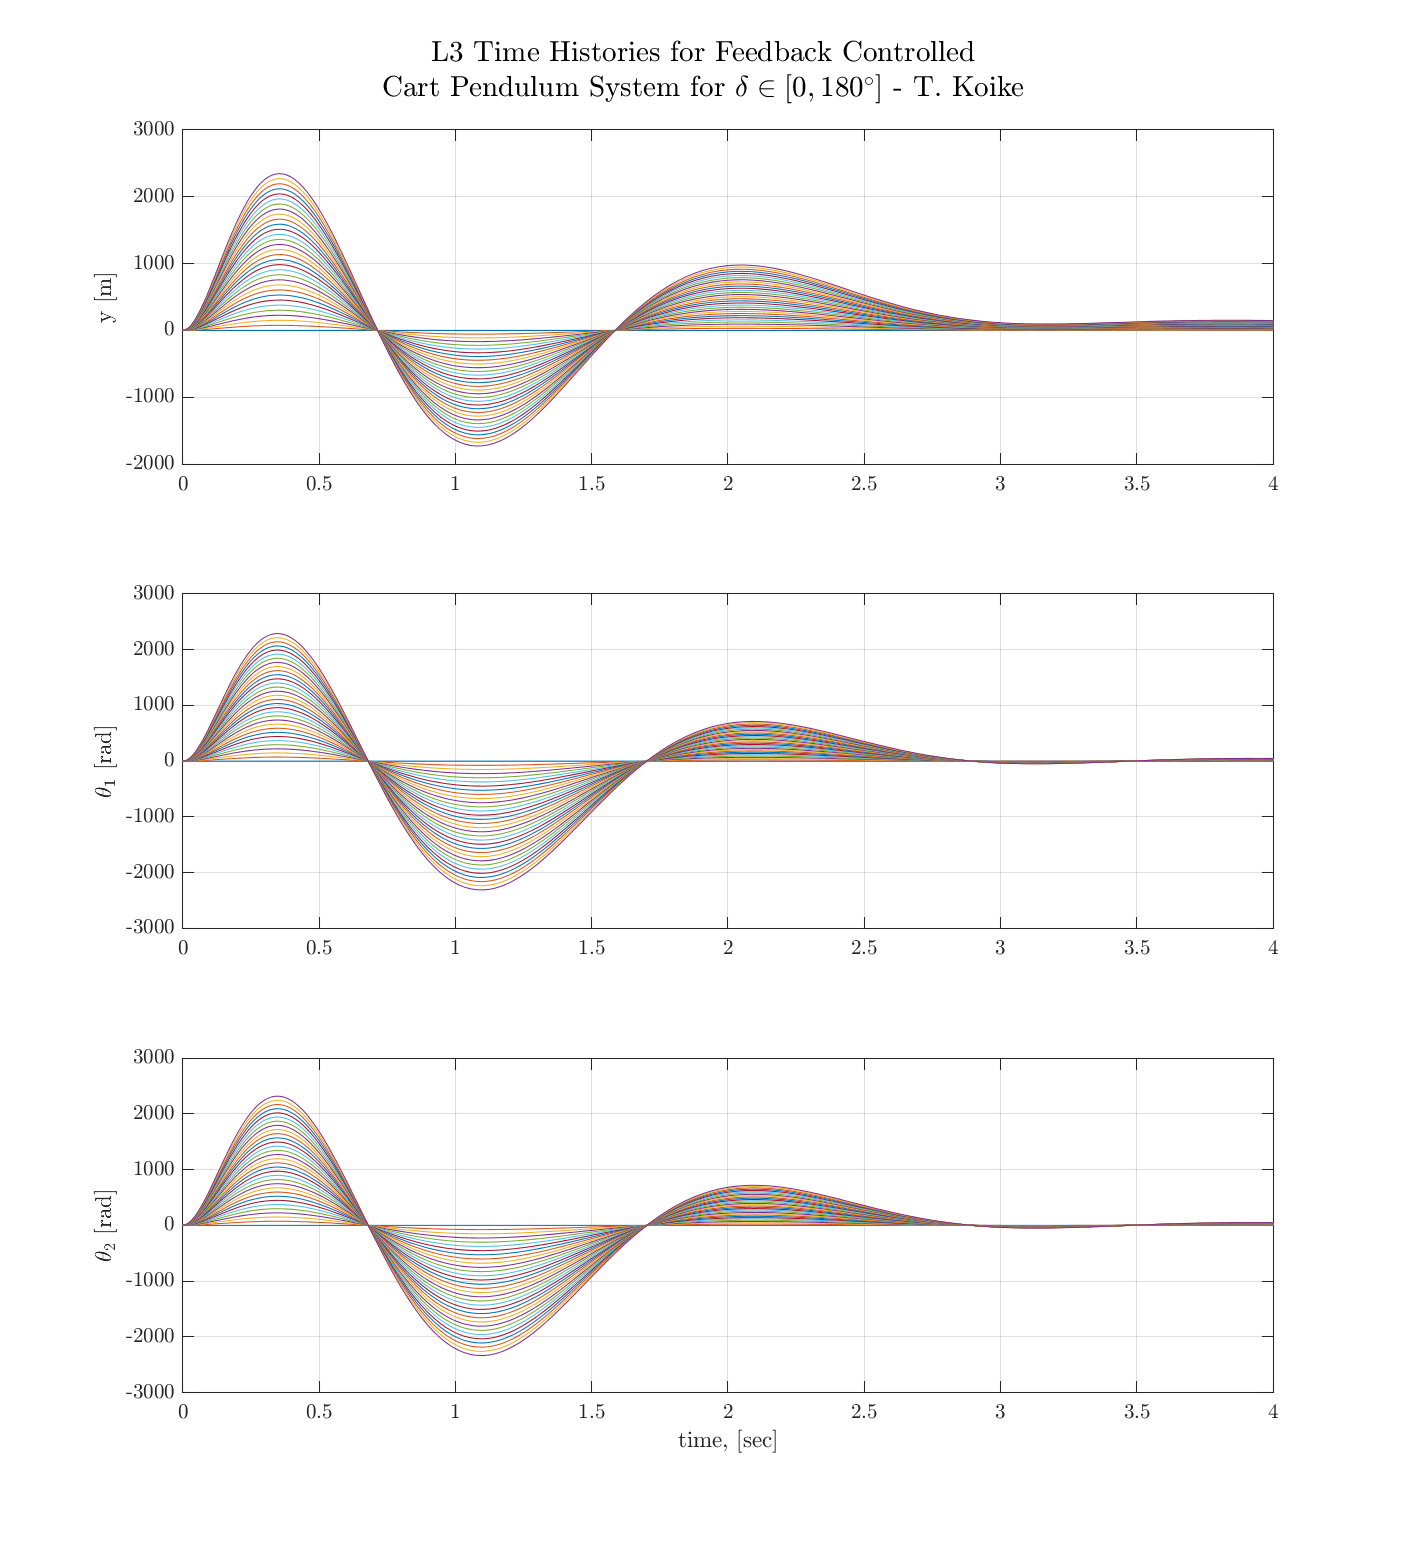 L3 Time Histories for Feedback Controlled
Cart Pendulum System for δ ∈ [0, 180°] - T. Koike
3000
2000
1000
0
-1000
-2000
y [m]
0 0.5 1 1.5 2 2.5 3 3.5 4
3000
2000
1000
0
-1000
-2000
-3000
θ₁ [rad]
0 0.5 1 1.5 2 2.5 3 3.5 4
3000
2000
1000
0
-1000
-2000
-3000
θ₂ [rad]
0 0.5 1 1.5 2 2.5 3 3.5 4
time, [sec]